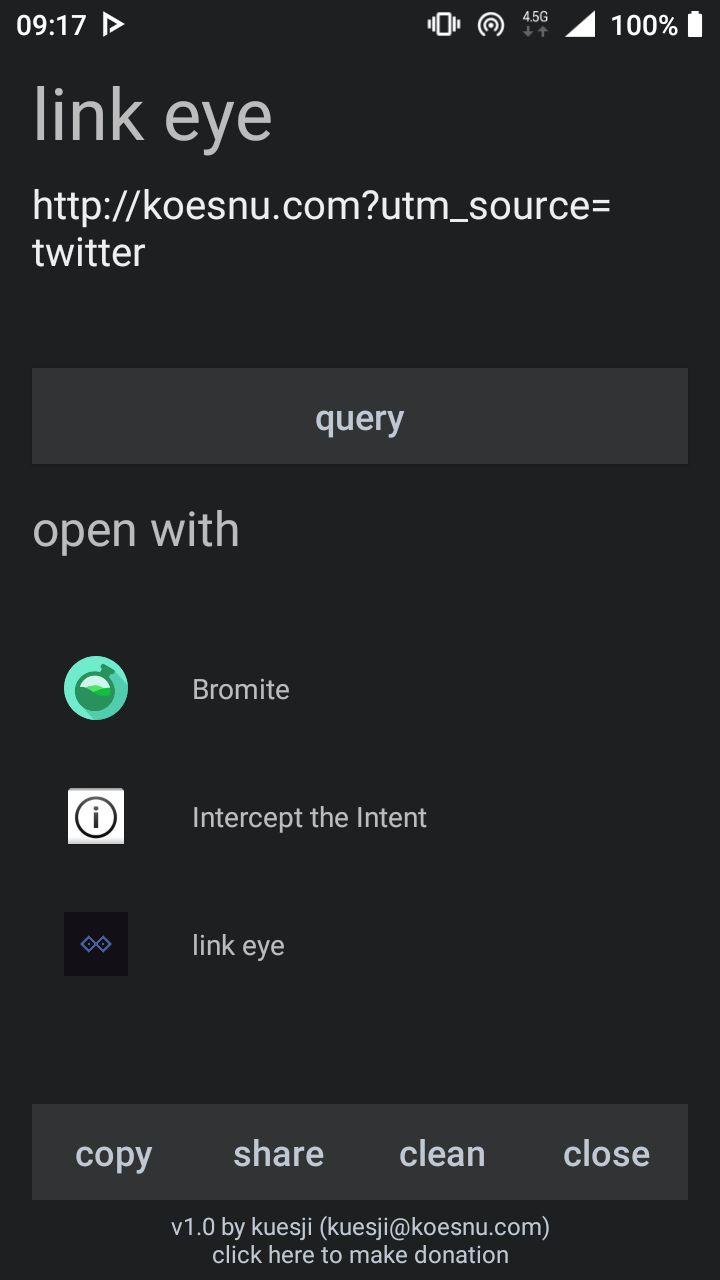 09:17 4.5G 100%
link eye
http://koesnu.com?utm_source=
twitter
query
open with
Bromite
i Intercept the Intent
link eye
copy share clean close
v1.0 by kuesji (kuesji@koesnu.com)
click here to make donation